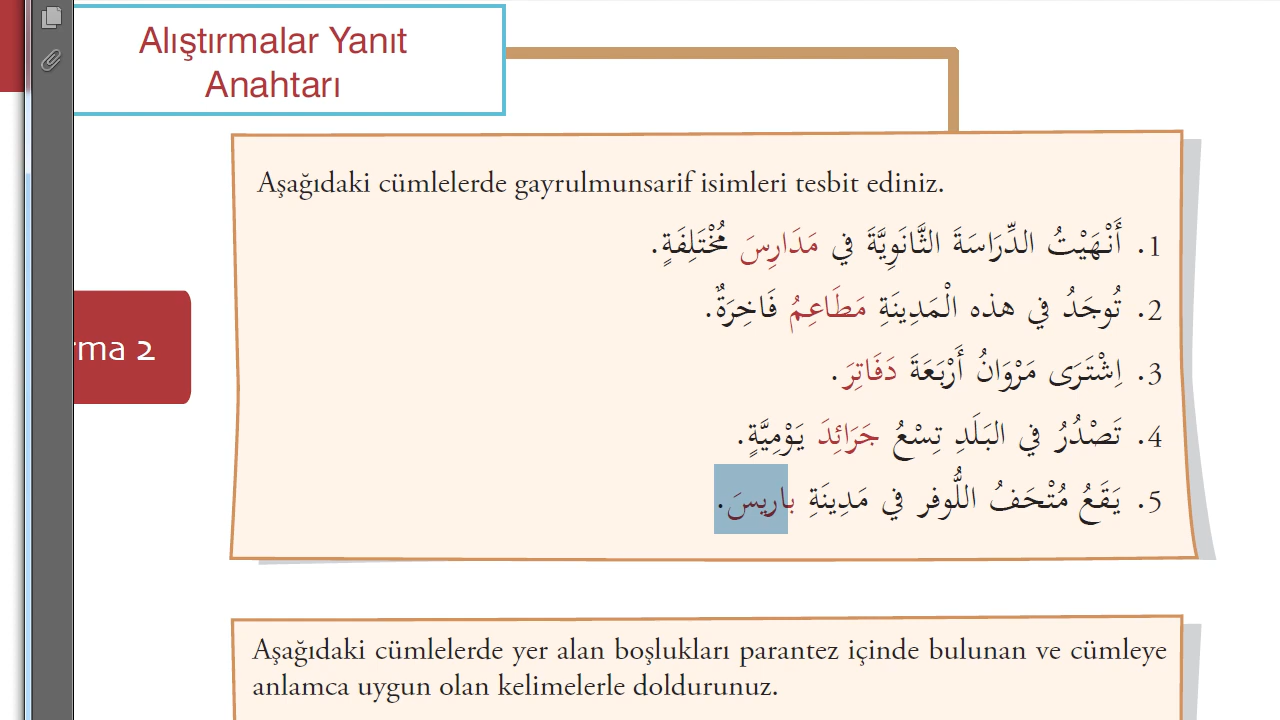 Alıştırmalar Yanıt
Anahtarı
Aşağıdaki cümlelerde gayrulmunsarif isimleri tesbit ediniz.
1. أَنْهَيْتُ الدِّرَاسَةَ الثَّانَوِيَّةَ فِي مَدَارِسَ مُخْتَلِفَةٍ.
2. تُوجَدُ فِي هذه الْمَدِينَةِ مَطَاعِمُ فَاخِرَةٌ.
rma 2
3. اِشْتَرَى مَرْوَانُ أَرْبَعَةَ دَفَاتِرَ.
4. تَصْدُرُ فِي البَلَدِ تِسْعُ جَرَائِدَ يَوْمِيَّةٍ.
5. يَقَعُ مُتْحَفُ اللُّوفر فِي مَدِينَةِ باريسَ.
Aşağıdaki cümlelerde yer alan boşlukları parantez içinde bulunan ve cümleye
anlamca uygun olan kelimelerle doldurunuz.